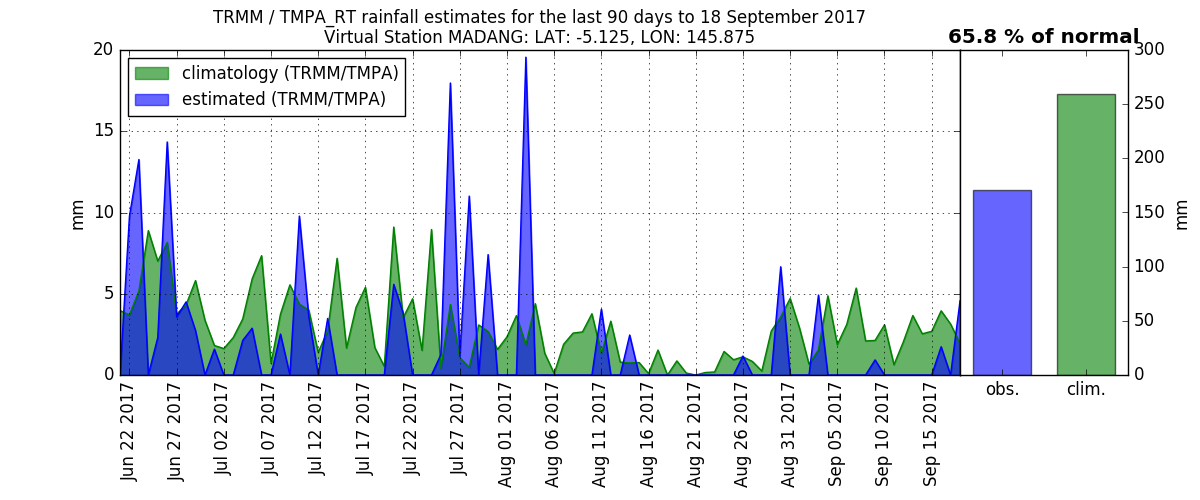 TRMM / TMPA_RT rainfall estimates for the last 90 days to 18 September 2017
Virtual Station MADANG: LAT: -5.125, LON: 145.875
65.8 % of normal
climatology (TRMM/TMPA)
estimated (TRMM/TMPA)
20
15
10
5
0
mm
Jun 22 2017
Jun 27 2017
Jul 02 2017
Jul 07 2017
Jul 12 2017
Jul 17 2017
Jul 22 2017
Jul 27 2017
Aug 01 2017
Aug 06 2017
Aug 11 2017
Aug 16 2017
Aug 21 2017
Aug 26 2017
Aug 31 2017
Sep 05 2017
Sep 10 2017
Sep 15 2017
obs.
clim.
300
250
200
150
100
50
0
mm